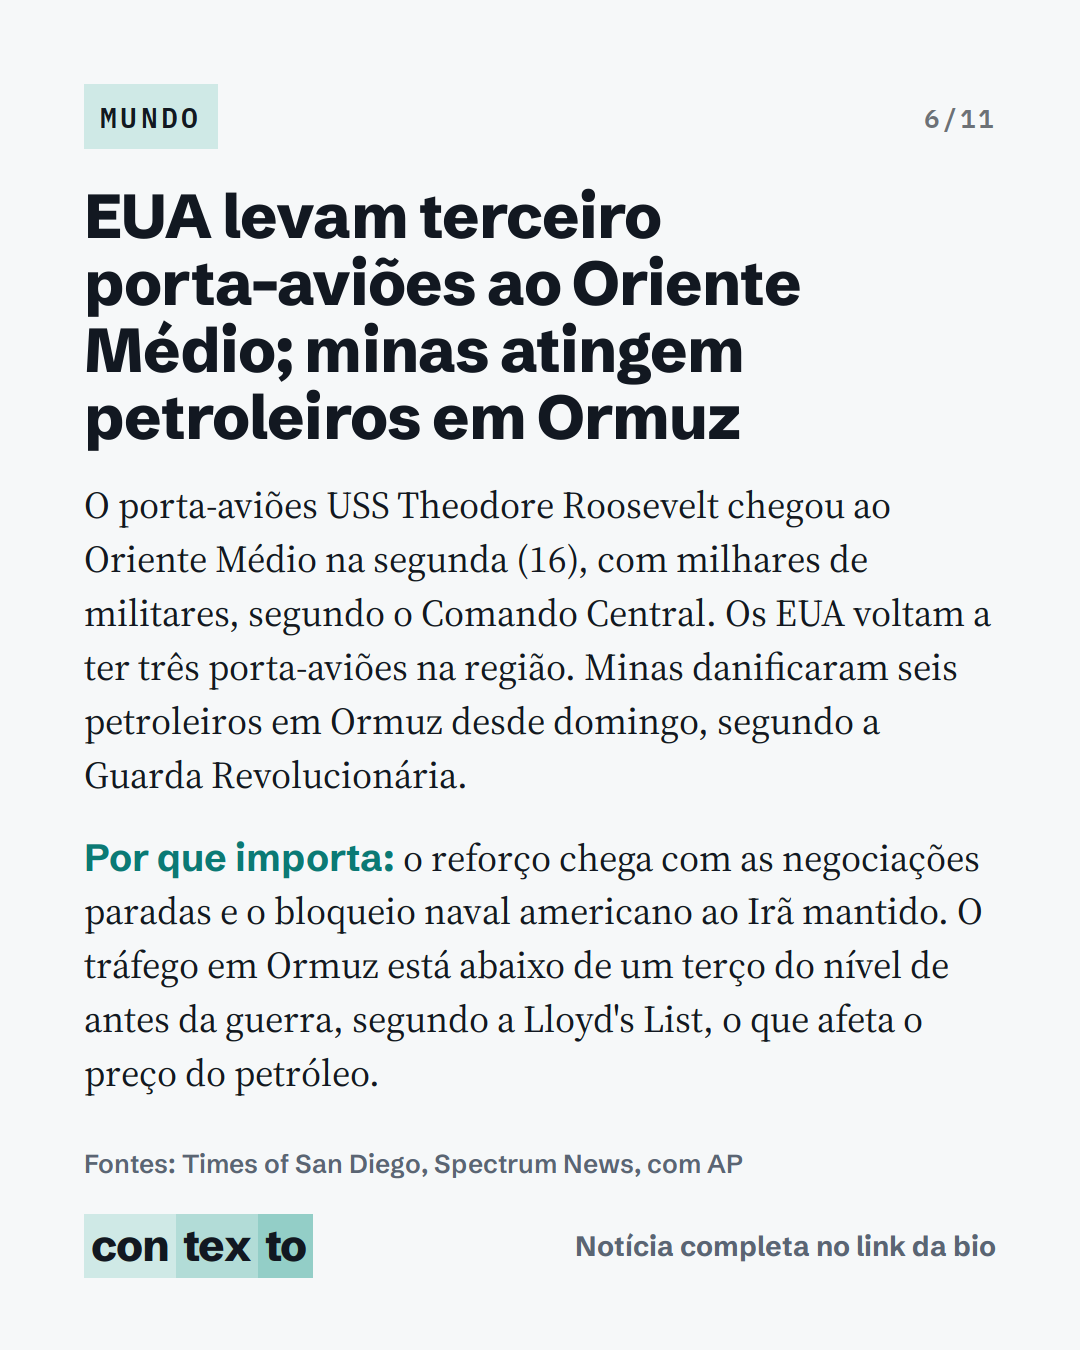 MUNDO
6/11
EUA levam terceiro
porta-aviões ao Oriente
Médio; minas atingem
petroleiros em Ormuz
O porta-aviões USS Theodore Roosevelt chegou ao
Oriente Médio na segunda (16), com milhares de
militares, segundo o Comando Central. Os EUA voltam a
ter três porta-aviões na região. Minas danificaram seis
petroleiros em Ormuz desde domingo, segundo a
Guarda Revolucionária.
Por que importa: o reforço chega com as negociações
paradas e o bloqueio naval americano ao Irã mantido. O
tráfego em Ormuz está abaixo de um terço do nível de
antes da guerra, segundo a Lloyd's List, o que afeta o
preço do petróleo.
Fontes: Times of San Diego, Spectrum News, com AP
con tex to
Notícia completa no link da bio